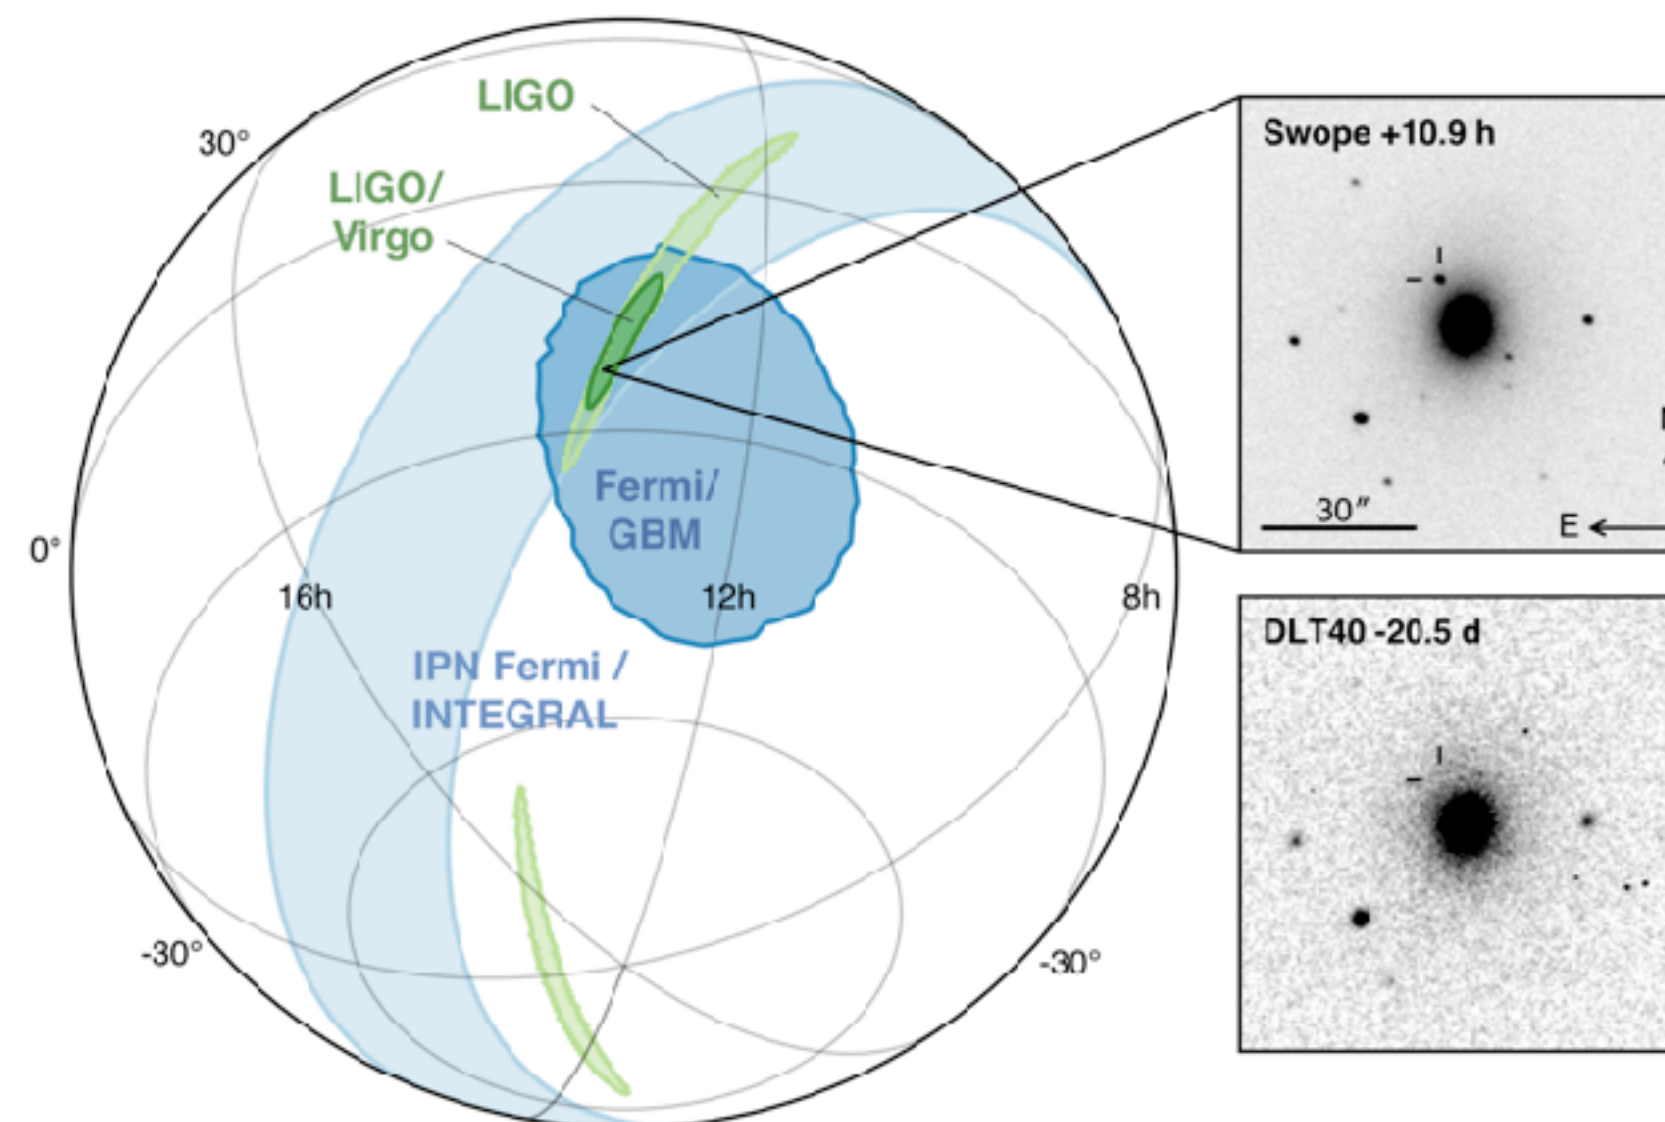 LIGO
LIGO/
Virgo
30°
0°
-30°
-30°
16h
12h
8h
Fermi/
GBM
IPN Fermi /
INTEGRAL
Swope +10.9 h
30″
E
DLT40 -20.5 d